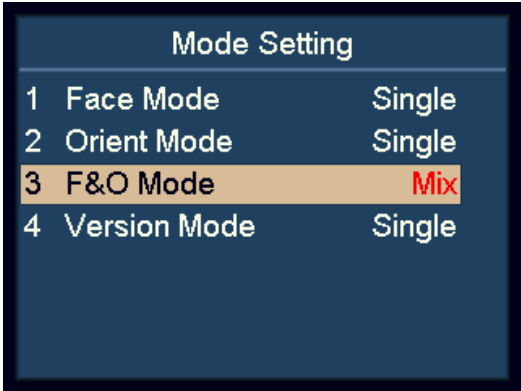 Mode Setting
1 Face Mode Single
2 Orient Mode Single
3 F&O Mode Mix
4 Version Mode Single